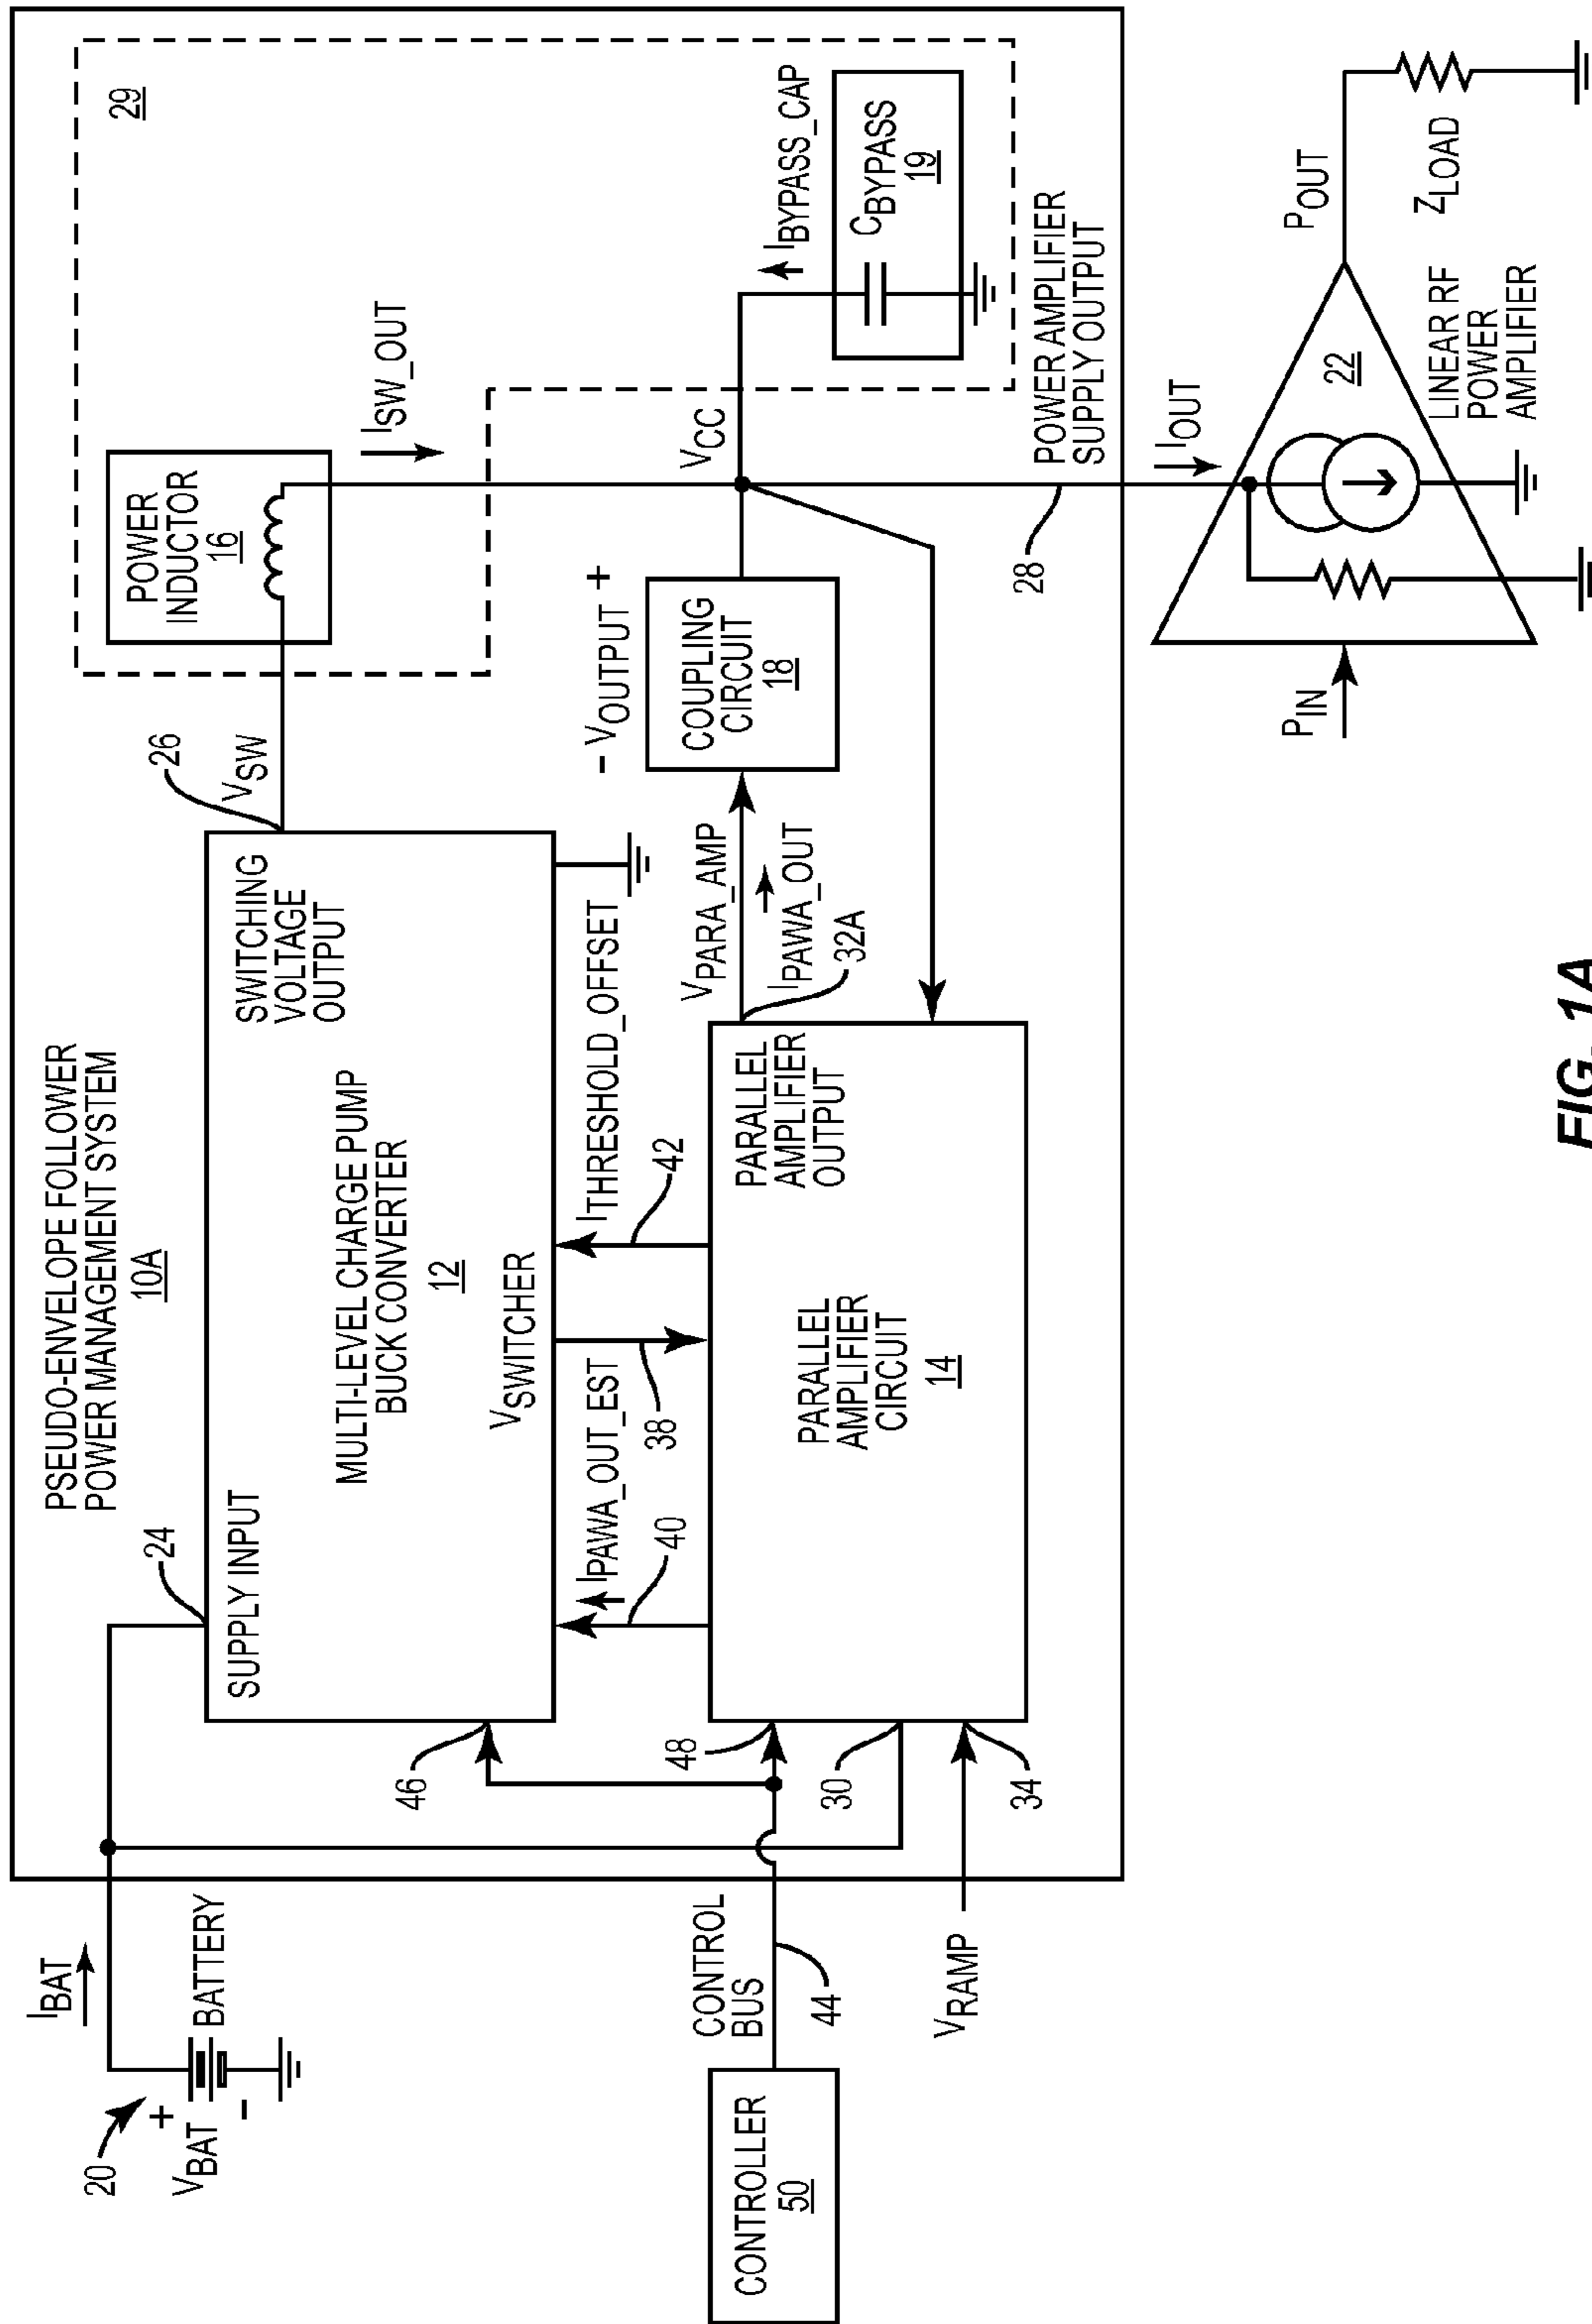 PSEUDO-ENVELOPE FOLLOWER
POWER MANAGEMENT SYSTEM
10A
29
IBAT
20
+
VBAT
-
BATTERY
24
SUPPLY INPUT
MULTI-LEVEL CHARGE PUMP
BUCK CONVERTER
12
SWITCHING
VOLTAGE
OUTPUT
VSWITCHER
26
VSW
POWER
INDUCTOR
16
ISW_OUT
46
IPAWA_OUT_EST
40
38
42
ITHRESHOLD_OFFSET
- VOUTPUT +
VCC
IBYPASS_CAP
CBYPASS
19
CONTROLLER
50
CONTROL
BUS
44
48
30
34
VRAMP
PARALLEL
AMPLIFIER
CIRCUIT
14
PARALLEL
AMPLIFIER
OUTPUT
VPARA_AMP
IPAWA_OUT
32A
COUPLING
CIRCUIT
18
28
POWER AMPLIFIER
SUPPLY OUTPUT
IOUT
PIN
22
LINEAR RF
POWER
AMPLIFIER
POUT
ZLOAD
FIG. 1A